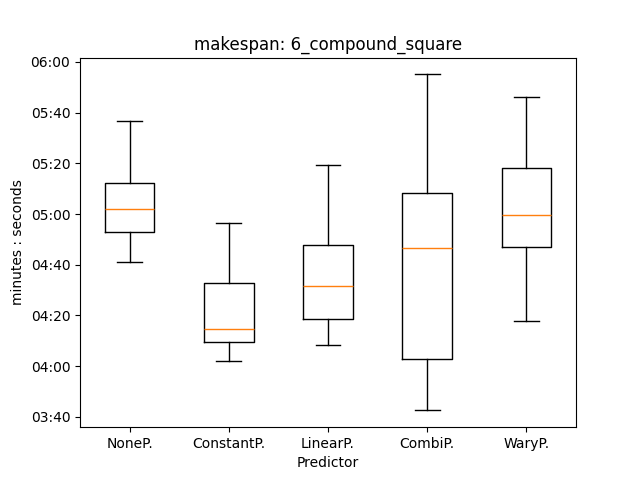 makespan: 6_compound_square
06:00
05:40
05:20
05:00
04:40
04:20
04:00
03:40
minutes : seconds
NoneP.
ConstantP.
LinearP.
CombiP.
WaryP.
Predictor